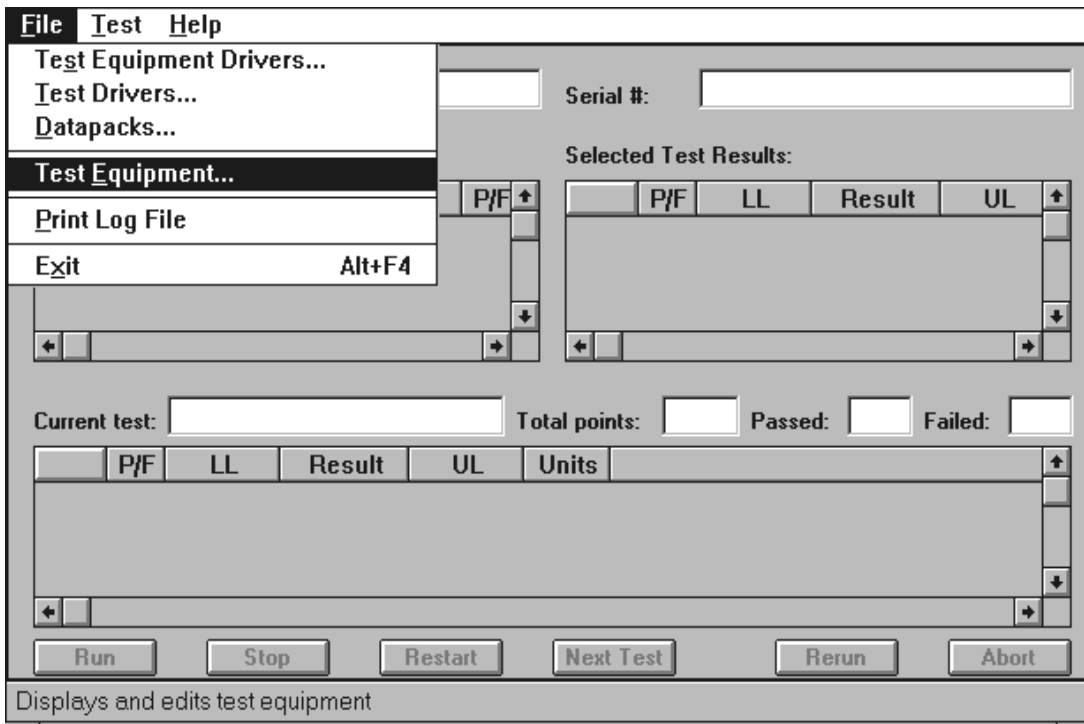 File Test Help
Test Equipment Drivers...
Test Drivers...
Datapacks...
Test Equipment...
Print Log File
Exit Alt+F4
Serial #:
Selected Test Results:
P/F
P/F LL Result UL
Current test: Total points: Passed: Failed:
P/F LL Result UL Units
Run Stop Restart Next Test Rerun Abort
Displays and edits test equipment